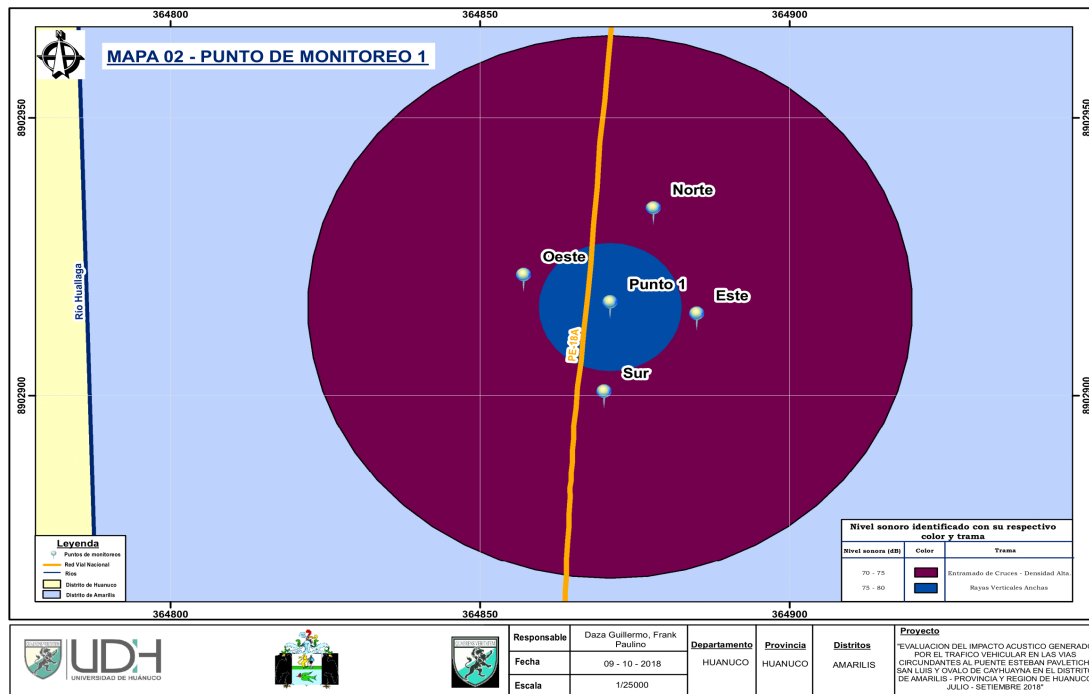 364800
364850
364900
MAPA 02 - PUNTO DE MONITOREO 1
8902950
8902950
Norte
Oeste
Punto 1
Este
Rio Huallaga
PE-18A
Sur
8902900
8902900
Leyenda
Puntos de monitoreos
Red Vial Nacional
Rios
Distrito de Huanuco
Distrito de Amarilis
Nivel sonoro identificado con su respectivo
color y trama
Nivel sonora (dB) Color Trama
70 - 75 Entramado de Cruces - Densidad Alta.
75 - 80 Rayas Verticales Anchas
364800
364850
364900
UDH
UNIVERSIDAD DE HUÁNUCO
Responsable Daza Guillermo, Frank
Paulino
Fecha 09 - 10 - 2018
Escala 1/25000
Departamento
HUANUCO
Provincia
HUANUCO
Distritos
AMARILIS
Proyecto
"EVALUACION DEL IMPACTO ACUSTICO GENERADO
POR EL TRAFICO VEHICULAR EN LAS VIAS
CIRCUNDANTES AL PUENTE ESTEBAN PAVLETICH,
SAN LUIS Y OVALO DE CAYHUAYNA EN EL DISTRITO
DE AMARILIS - PROVINCIA Y REGION DE HUANUCO,
JULIO - SETIEMBRE 2018"